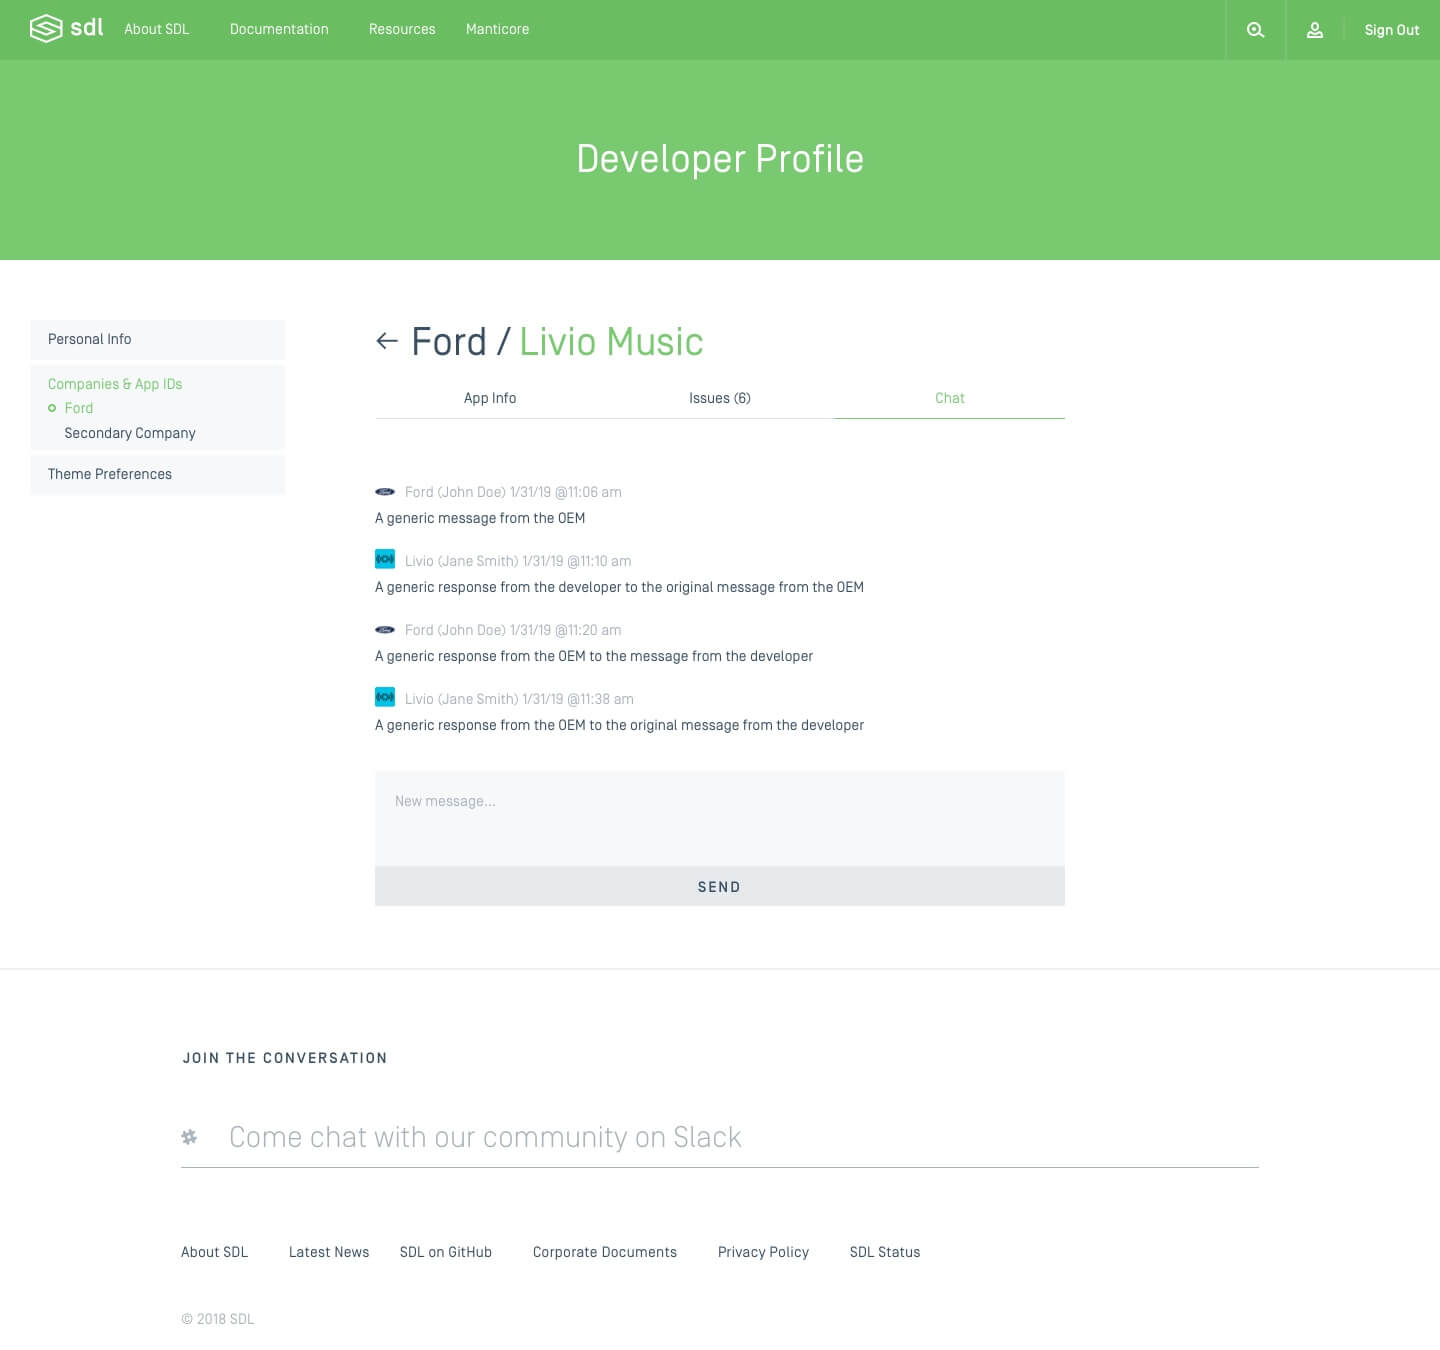 sdl About SDL Documentation Resources Manticore Sign Out
Developer Profile
Personal Info
Companies & App IDs
Ford
Secondary Company
Theme Preferences
Ford / Livio Music
App Info Issues (6) Chat
Ford (John Doe) 1/31/19 @11:06 am
A generic message from the OEM
Livio (Jane Smith) 1/31/19 @11:10 am
A generic response from the developer to the original message from the OEM
Ford (John Doe) 1/31/19 @11:20 am
A generic response from the OEM to the message from the developer
Livio (Jane Smith) 1/31/19 @11:38 am
A generic response from the OEM to the original message from the developer
New message...
SEND
JOIN THE CONVERSATION
Come chat with our community on Slack
About SDL Latest News SDL on GitHub Corporate Documents Privacy Policy SDL Status
© 2018 SDL